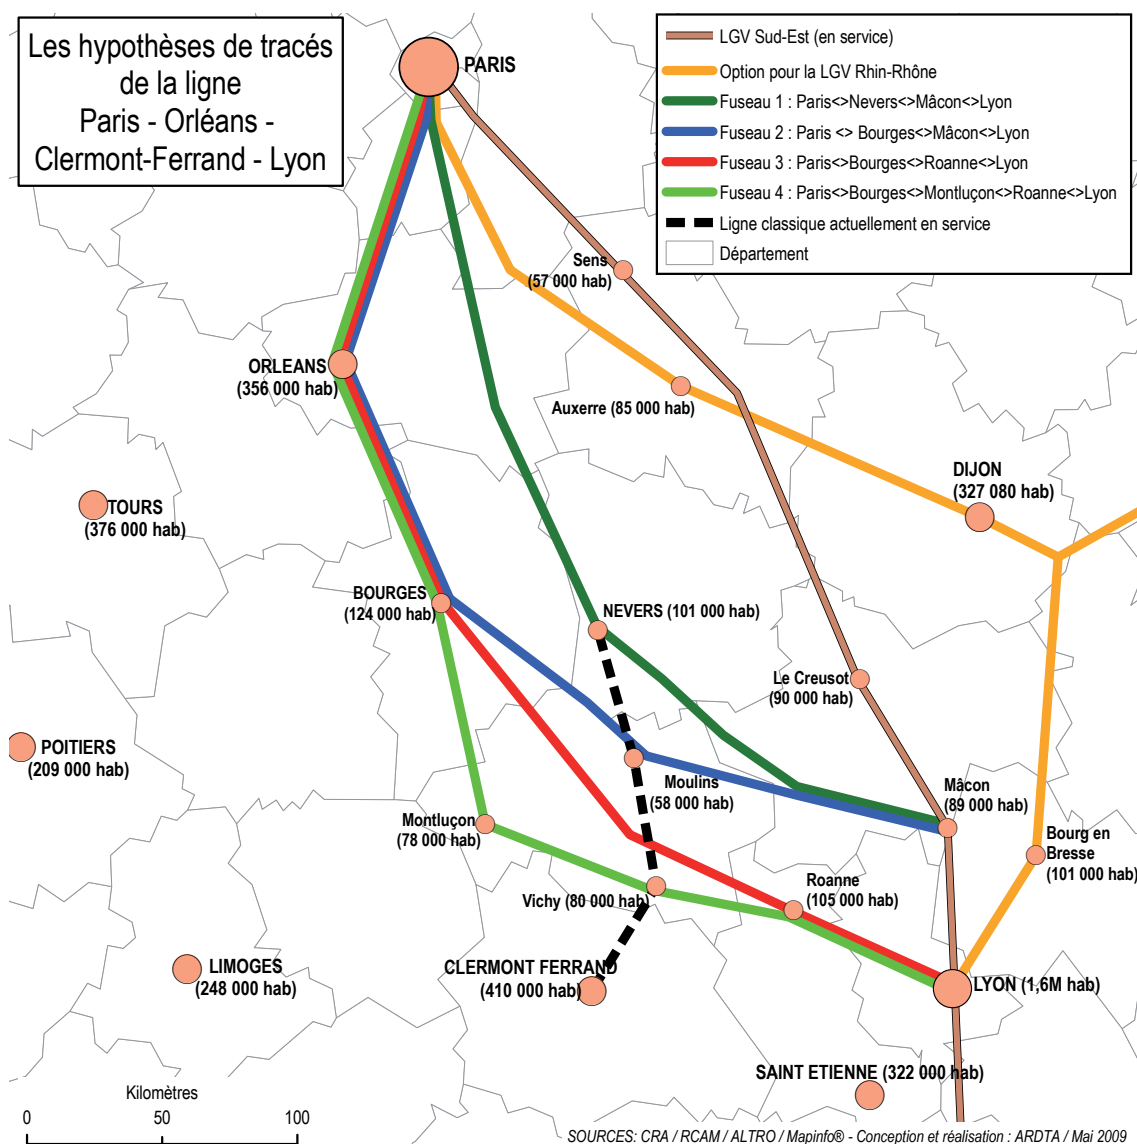 Les hypothèses de tracés
de la ligne
Paris - Orléans -
Clermont-Ferrand - Lyon
LGV Sud-Est (en service)
Option pour la LGV Rhin-Rhône
Fuseau 1 : Paris<>Nevers<>Mâcon<>Lyon
Fuseau 2 : Paris <> Bourges<>Mâcon<>Lyon
Fuseau 3 : Paris<>Bourges<>Roanne<>Lyon
Fuseau 4 : Paris<>Bourges<>Montluçon<>Roanne<>Lyon
Ligne classique actuellement en service
Département
PARIS
Sens
(57 000 hab)
ORLEANS
(356 000 hab)
Auxerre (85 000 hab)
DIJON
(327 080 hab)
TOURS
(376 000 hab)
BOURGES
(124 000 hab)
NEVERS (101 000 hab)
Le Creusot
(90 000 hab)
POITIERS
(209 000 hab)
Moulins
(58 000 hab)
Mâcon
(89 000 hab)
Montluçon
(78 000 hab)
Bourg en
Bresse
(101 000 hab)
Vichy (80 000 hab)
Roanne
(105 000 hab)
LIMOGES
(248 000 hab)
CLERMONT FERRAND
(410 000 hab)
LYON (1,6M hab)
SAINT ETIENNE (322 000 hab)
Kilomètres
0 50 100
SOURCES: CRA / RCAM / ALTRO / Mapinfo® - Conception et réalisation : ARDTA / Mai 2009